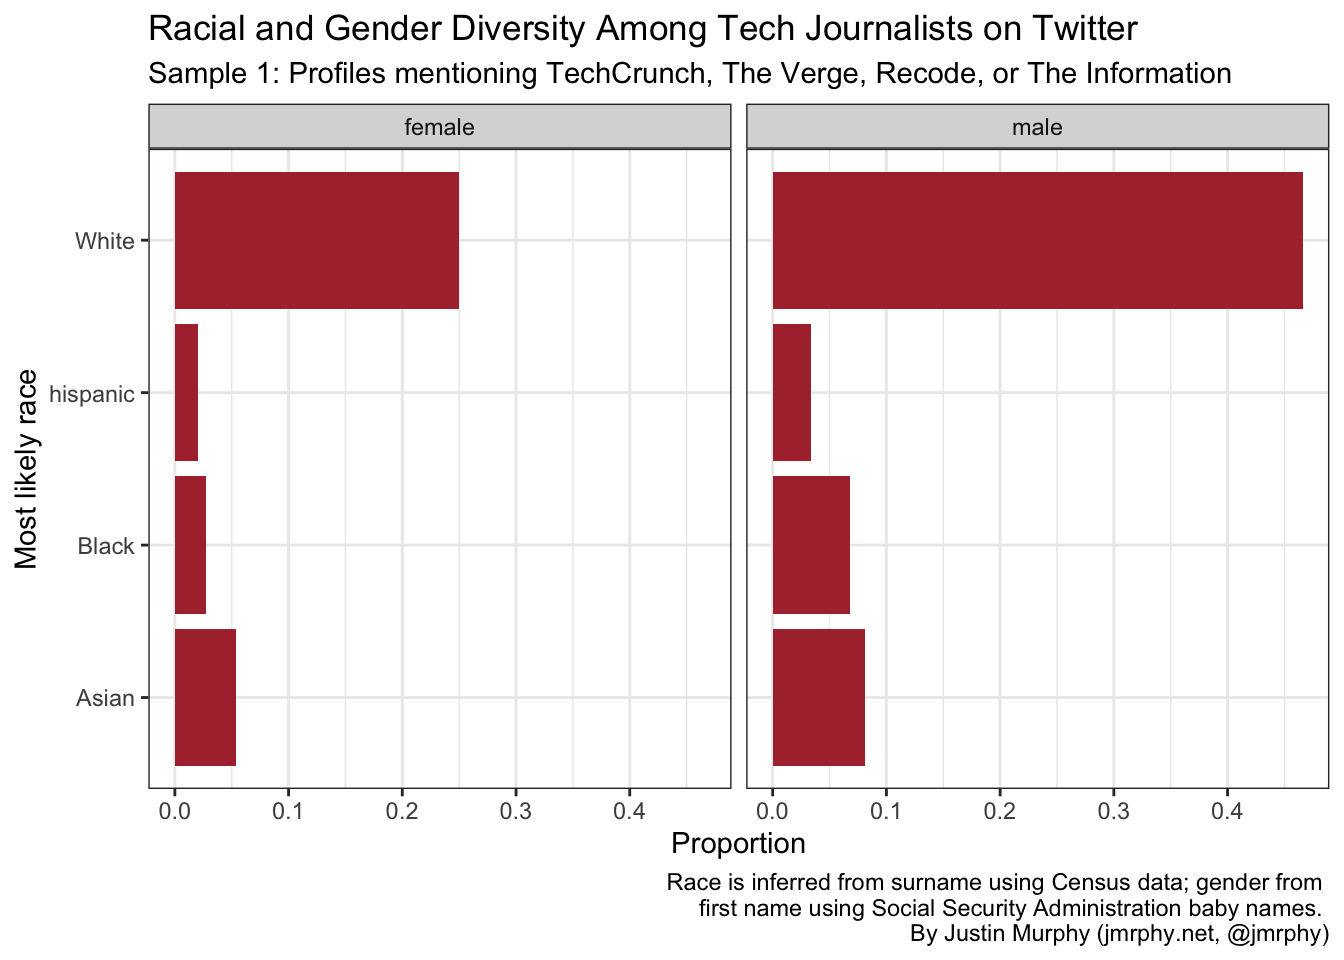 Racial and Gender Diversity Among Tech Journalists on Twitter
Sample 1: Profiles mentioning TechCrunch, The Verge, Recode, or The Information
female
male
Most likely race
White
hispanic
Black
Asian
0.0 0.1 0.2 0.3 0.4
0.0 0.1 0.2 0.3 0.4
Proportion
Race is inferred from surname using Census data; gender from
first name using Social Security Administration baby names.
By Justin Murphy (jmrphy.net, @jmrphy)